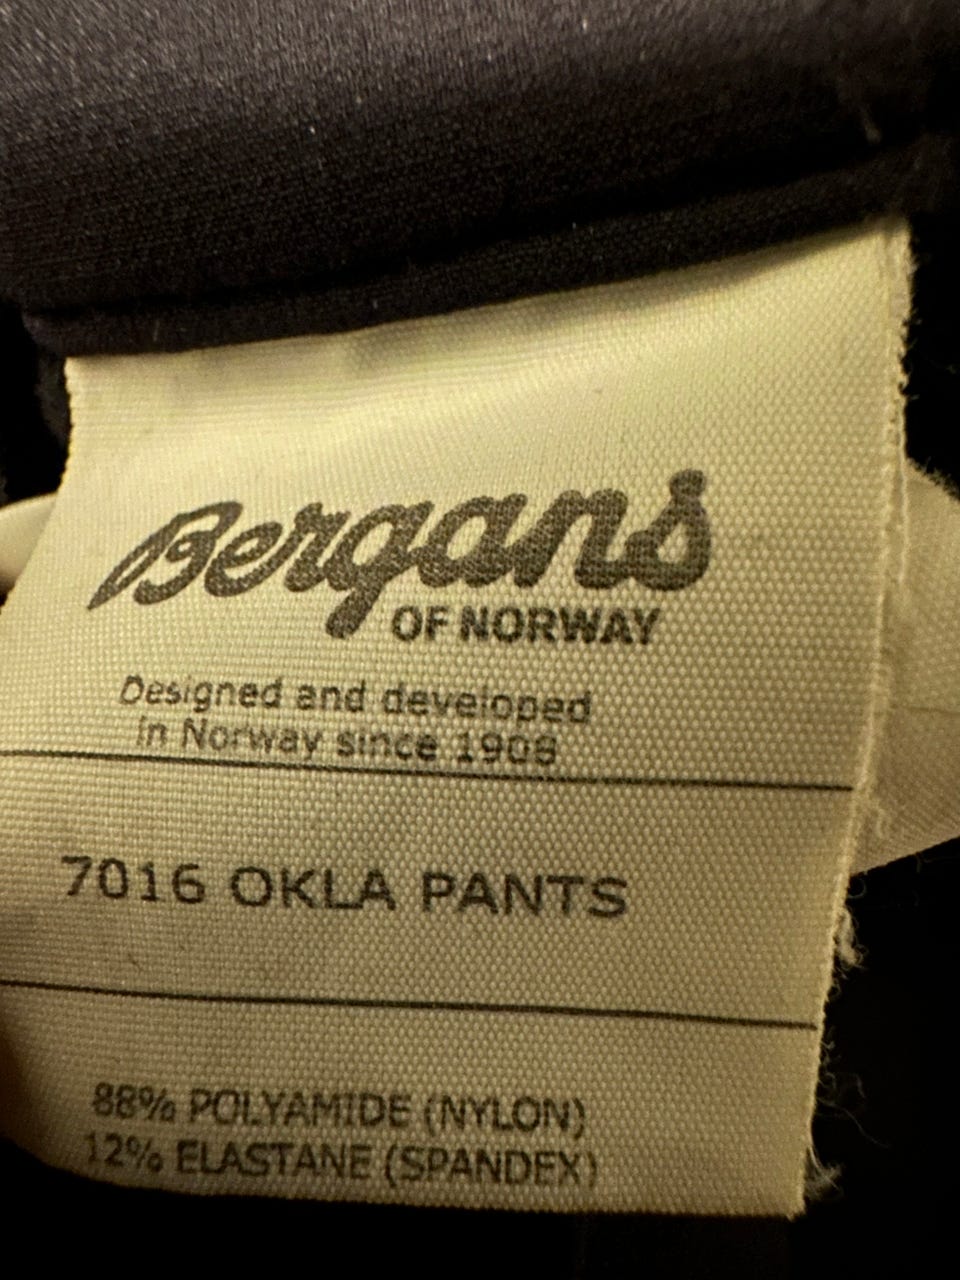 Bergans
OF NORWAY
Designed and developed
in Norway since 1908
7016 OKLA PANTS
88% POLYAMIDE (NYLON)
12% ELASTANE (SPANDEX)